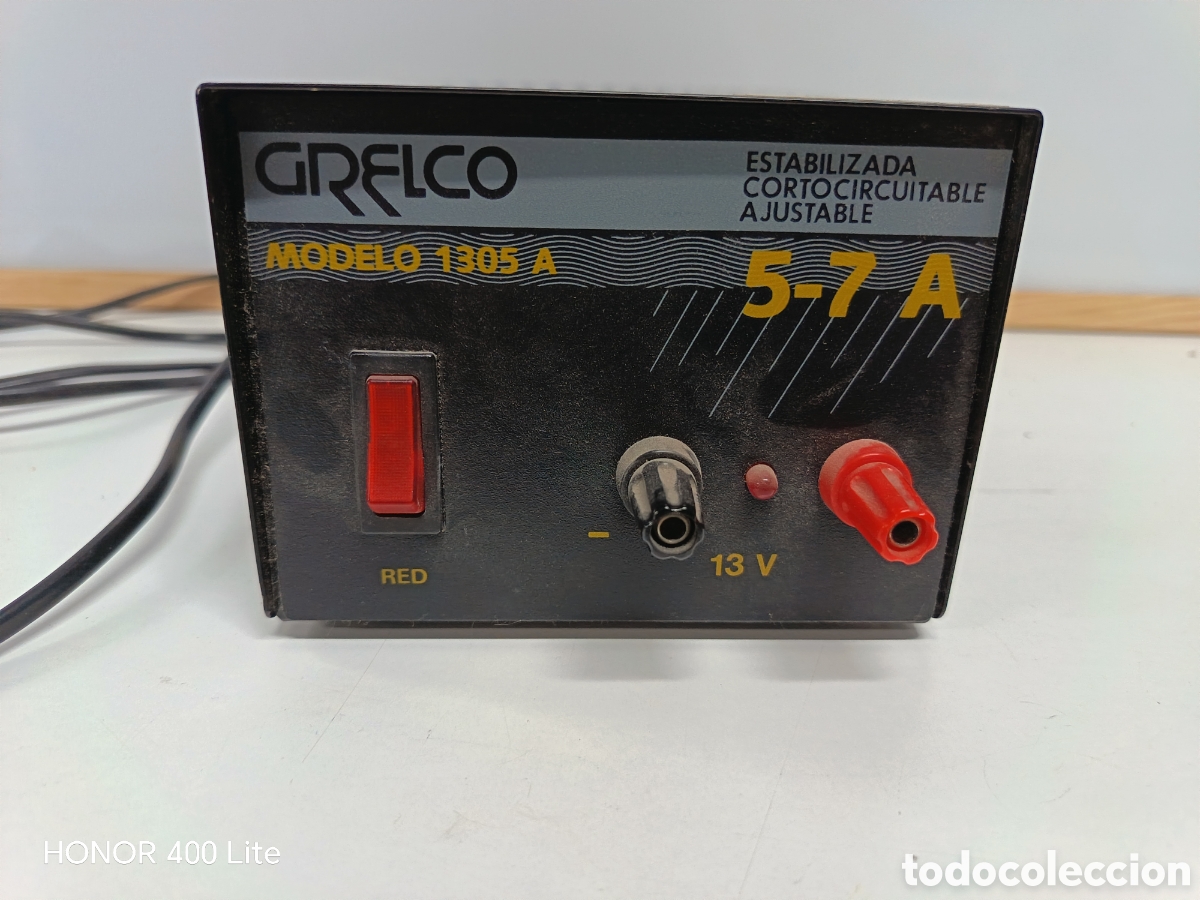 GRELCO
ESTABILIZADA
CORTOCIRCUITABLE
AJUSTABLE
MODELO 1305 A
5-7 A
RED
-
13 V
HONOR 400 Lite
todocoleccion